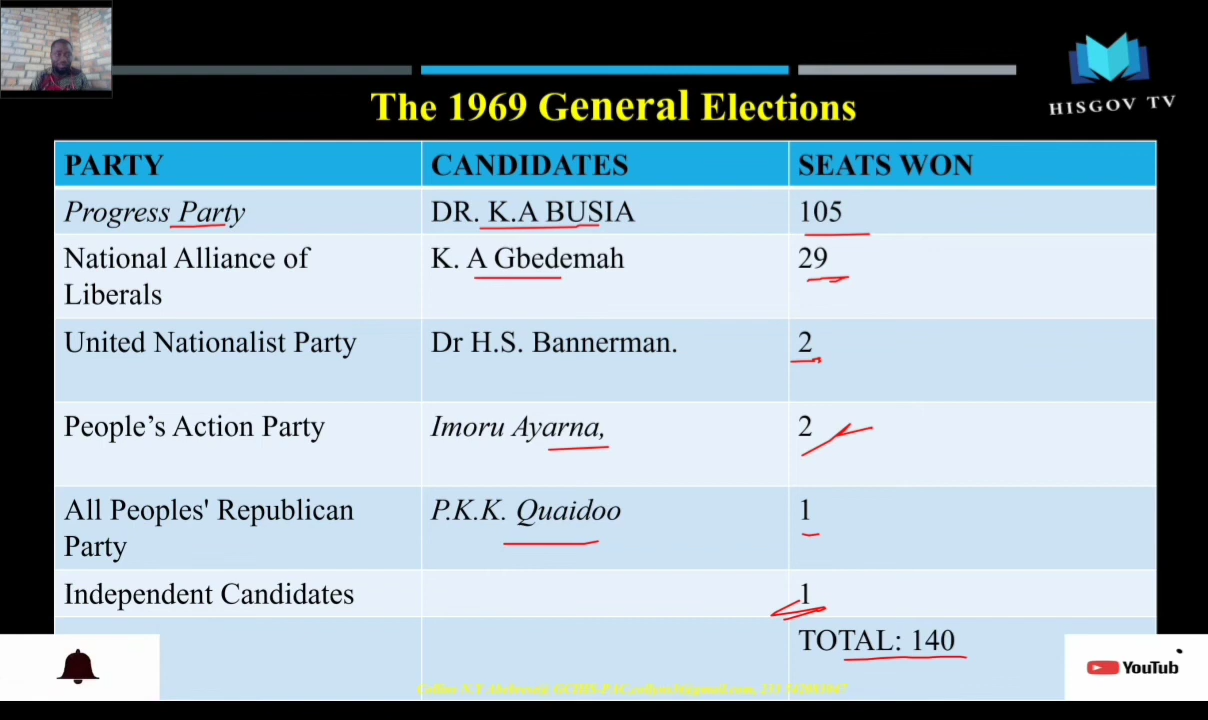 HISGOV TV
The 1969 General Elections
PARTY CANDIDATES SEATS WON
Progress Party DR. K.A BUSIA 105
National Alliance of K. A Gbedemah 29
Liberals
United Nationalist Party Dr H.S. Bannerman. 2
People’s Action Party Imoru Ayarna, 2
All Peoples' Republican P.K.K. Quaidoo 1
Party
Independent Candidates 1
TOTAL: 140
YouTub